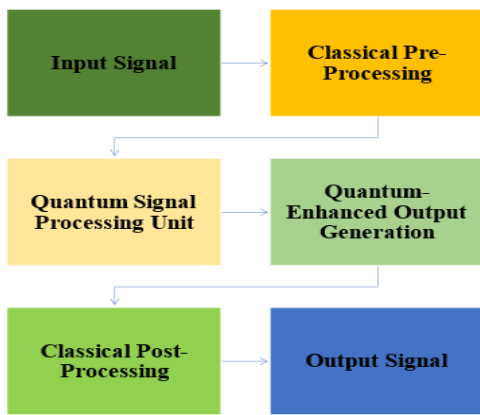 Input Signal
Classical Pre-
Processing
Quantum Signal
Processing Unit
Quantum-
Enhanced Output
Generation
Classical Post-
Processing
Output Signal